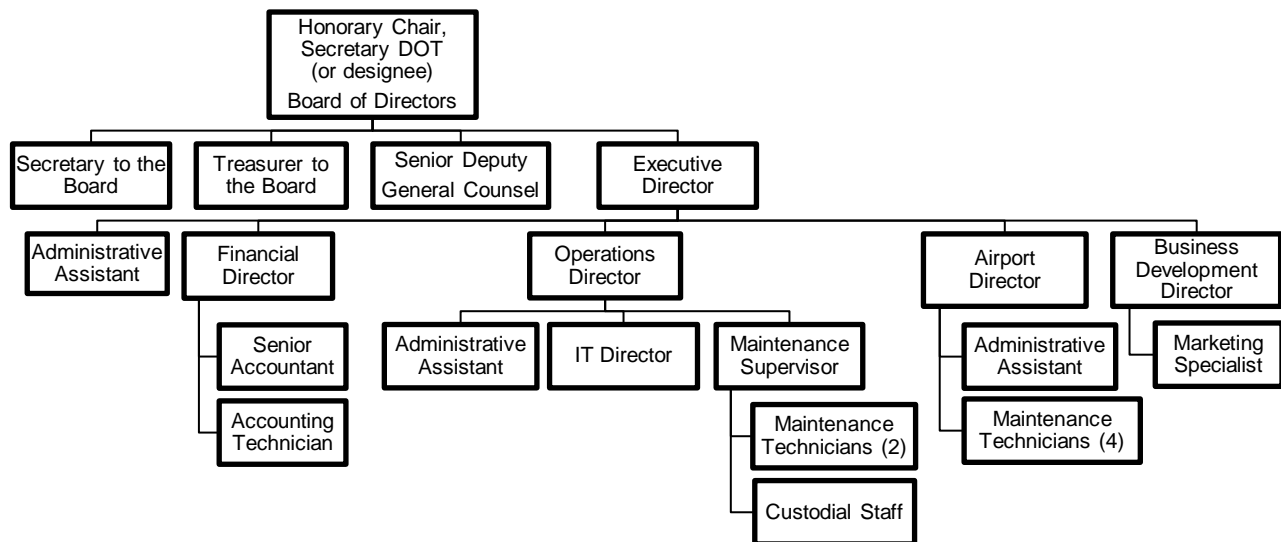 Honorary Chair,
Secretary DOT
(or designee)
Board of Directors
Secretary to the
Board
Treasurer to
the Board
Senior Deputy
General Counsel
Executive
Director
Administrative
Assistant
Financial
Director
Operations
Director
Airport
Director
Business
Development
Director
Senior
Accountant
Accounting
Technician
Administrative
Assistant
IT Director
Maintenance
Supervisor
Maintenance
Technicians (2)
Custodial Staff
Administrative
Assistant
Maintenance
Technicians (4)
Marketing
Specialist